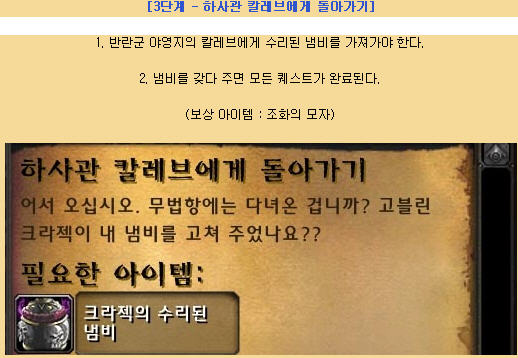 [3단계 - 하사관 칼레브에게 돌아가기]
1. 반란군 야영지의 칼레브에게 수리된 냄비를 가져가야 한다.
2. 냄비를 갖다 주면 모든 퀘스트가 완료된다.
(보상 아이템 : 조화의 모자)
하사관 칼레브에게 돌아가기
어서 오십시오. 무법항에는 다녀온 겁니까? 고블린
크라젝이 내 냄비를 고쳐 주었나요??
필요한 아이템:
크라젝의 수리된
냄비